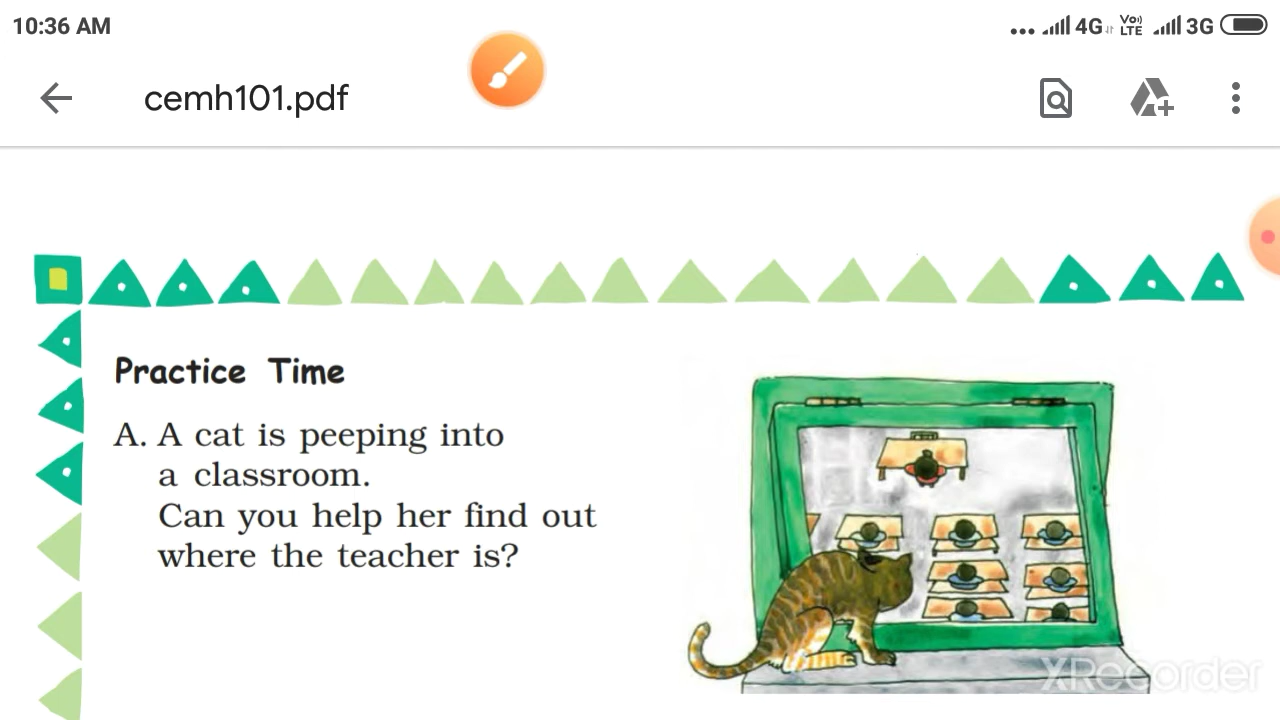 10:36 AM
4G Vo) LTE 3G
cemh101.pdf
Practice Time
A. A cat is peeping into
a classroom.
Can you help her find out
where the teacher is?
XRecorder